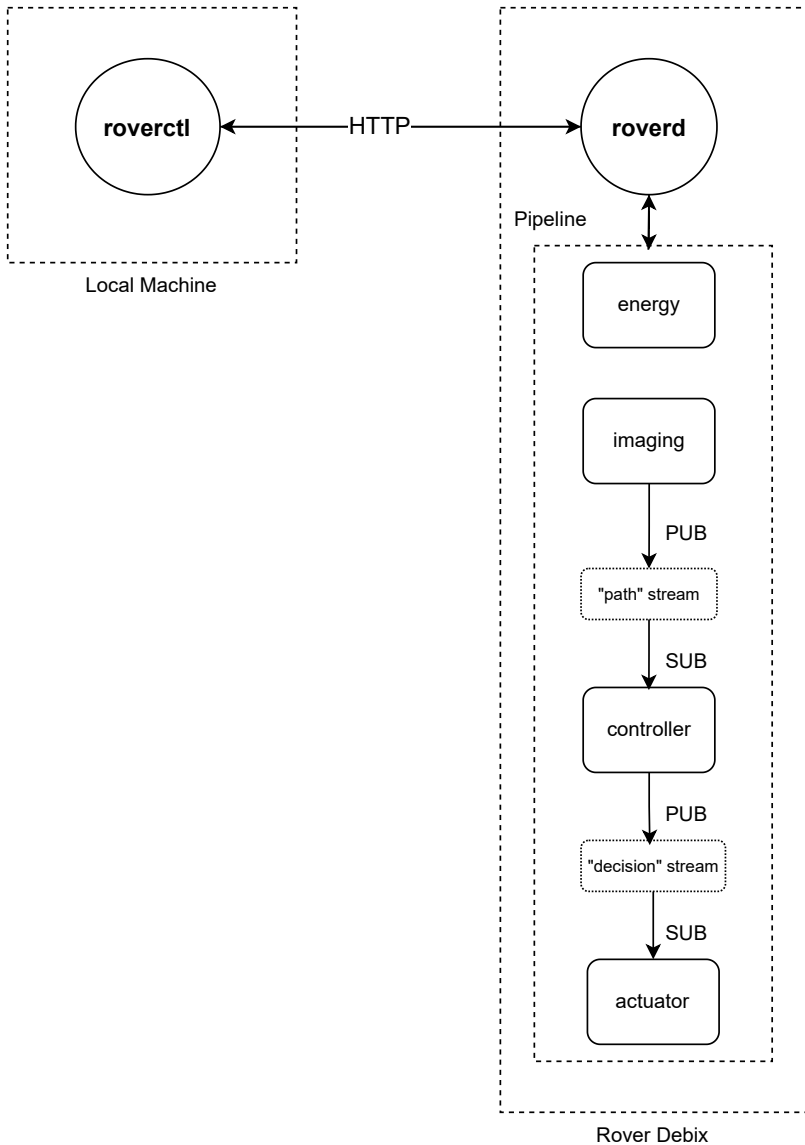 roverctl
HTTP
roverd
Pipeline
Local Machine
energy
imaging
PUB
"path" stream
SUB
controller
PUB
"decision" stream
SUB
actuator
Rover Debix